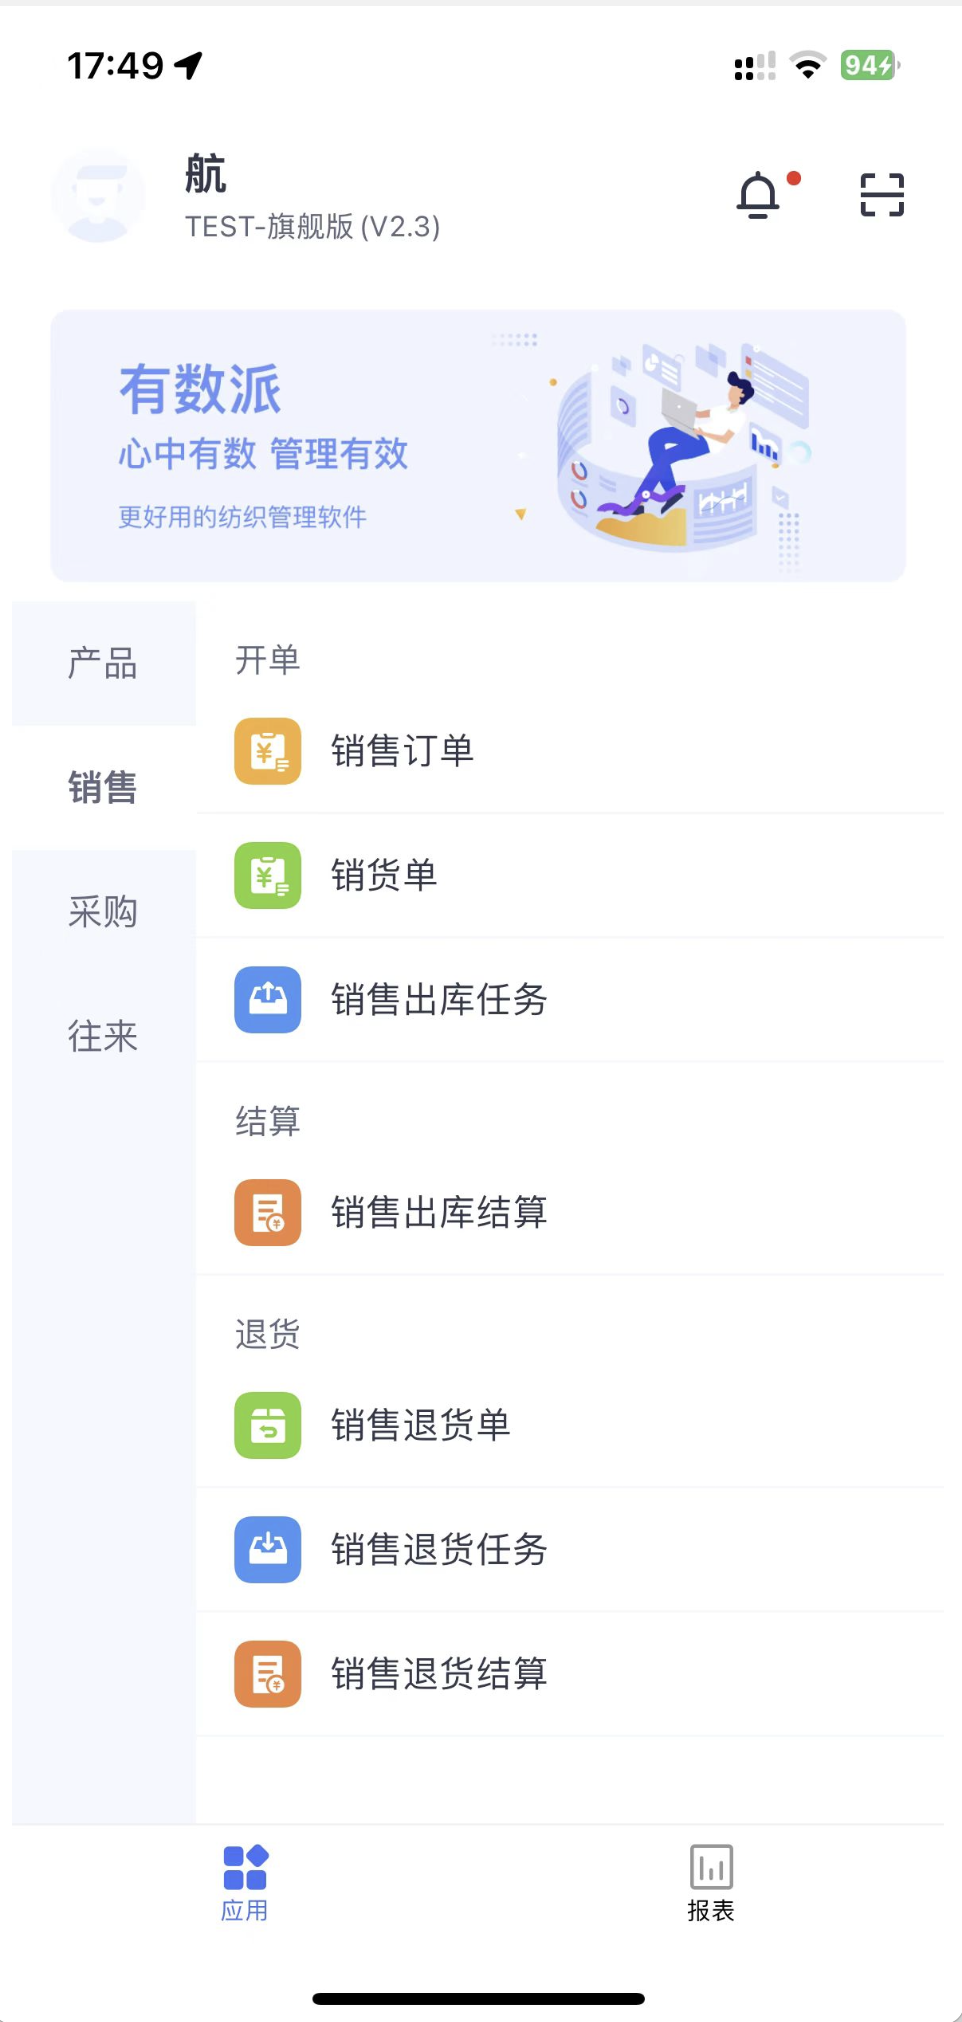 17:49
94
航
TEST-旗舰版 (V2.3)
有数派
心中有数 管理有效
更好用的纺织管理软件
产品
销售
采购
往来
开单
销售订单
销货单
销售出库任务
结算
销售出库结算
退货
销售退货单
销售退货任务
销售退货结算
应用
报表